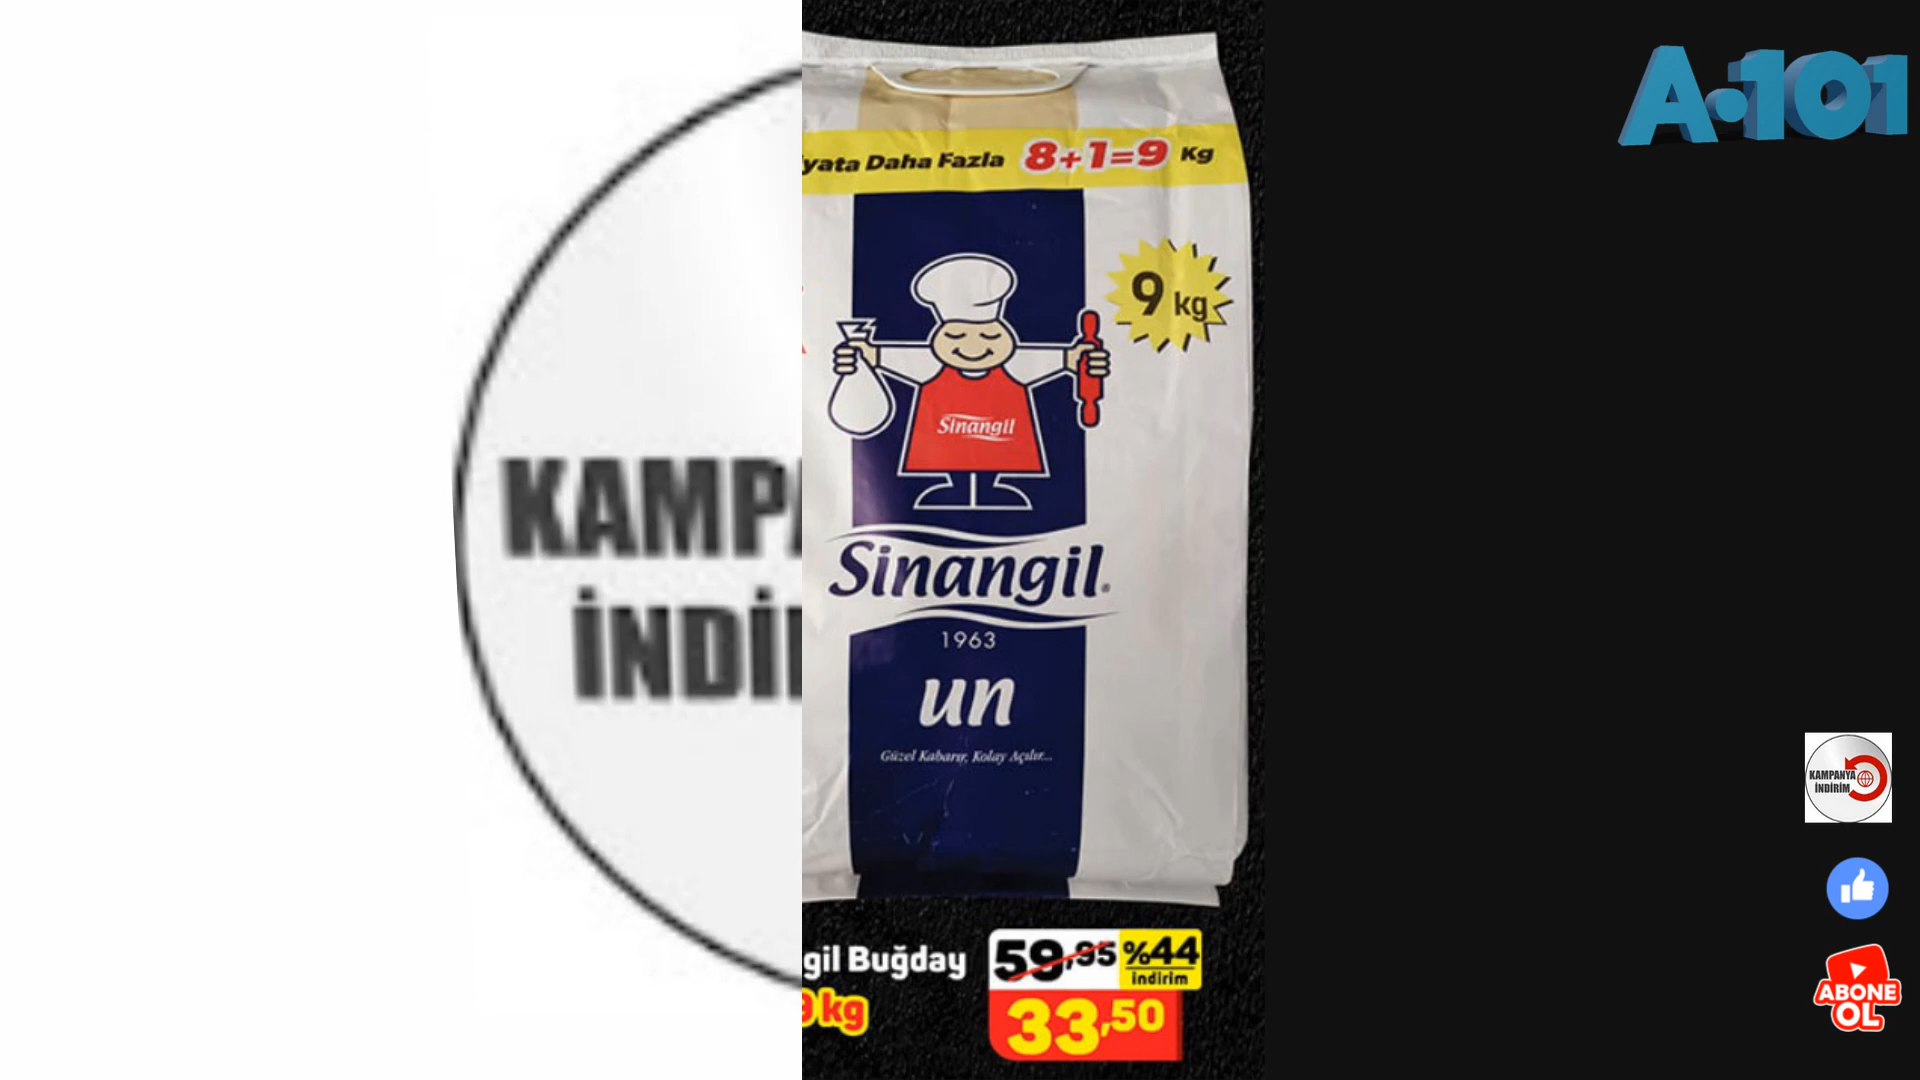 A101
yata Daha Fazla 8+1=9 Kg
9 kg
Sinangil
KAMP
İNDİ
Sinangil
1963
un
Güzel Kabarır, Kolay Açılır...
KAMPANYA
İNDİRİM
gil Buğday
9 kg
59,95
%44
indirim
33,50
ABONE
OL